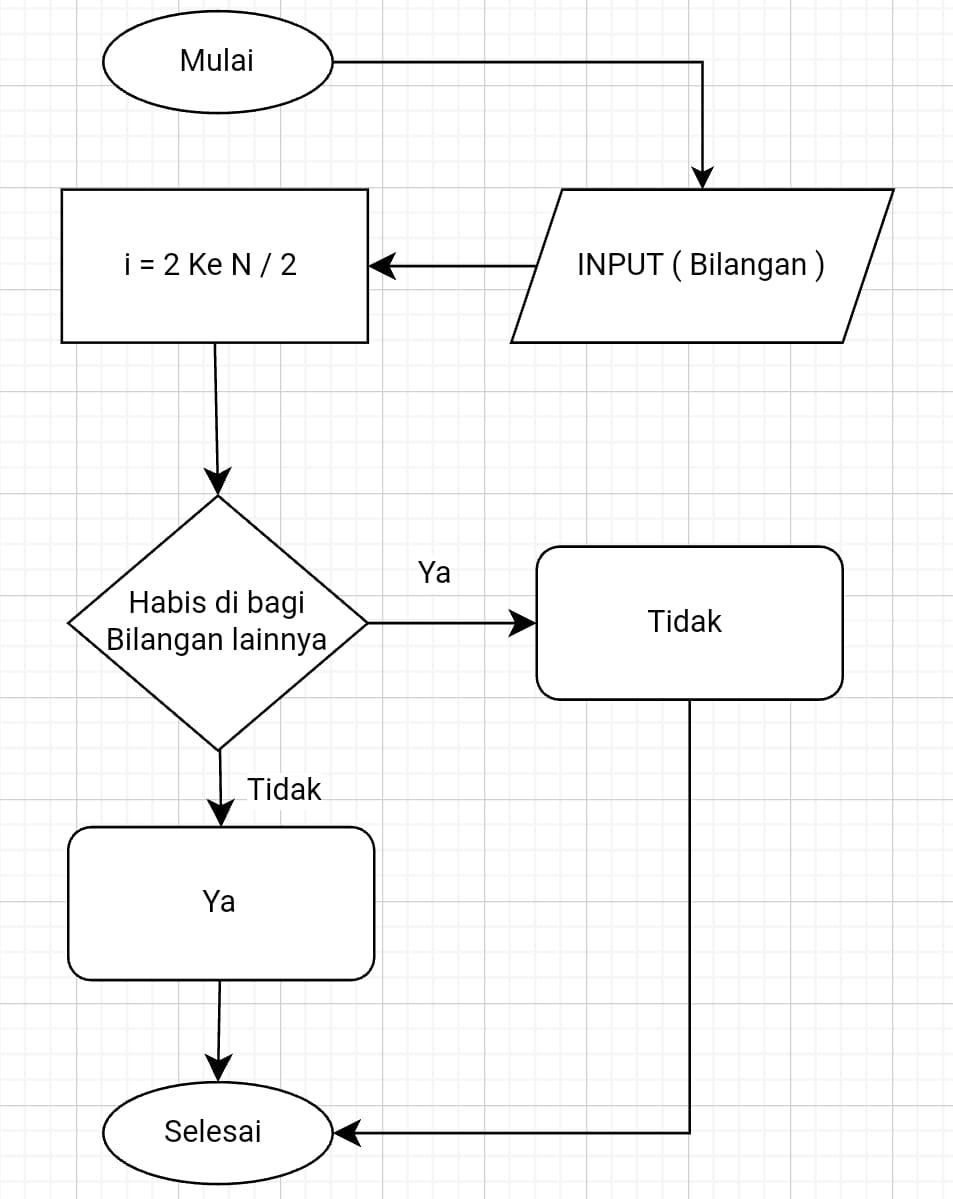 Mulai
INPUT ( Bilangan )
i = 2 Ke N / 2
Habis di bagi
Bilangan lainnya
Ya
Tidak
Tidak
Ya
Selesai